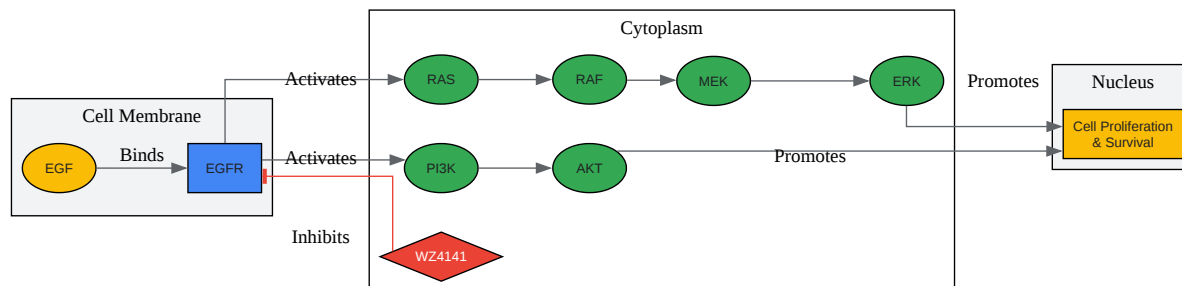 Cytoplasm
Activates
RAS
RAF
MEK
ERK
Promotes
Nucleus
Cell Membrane
Binds
EGF
EGFR
Activates
PI3K
AKT
Promotes
Cell Proliferation
& Survival
Inhibits
WZ4141